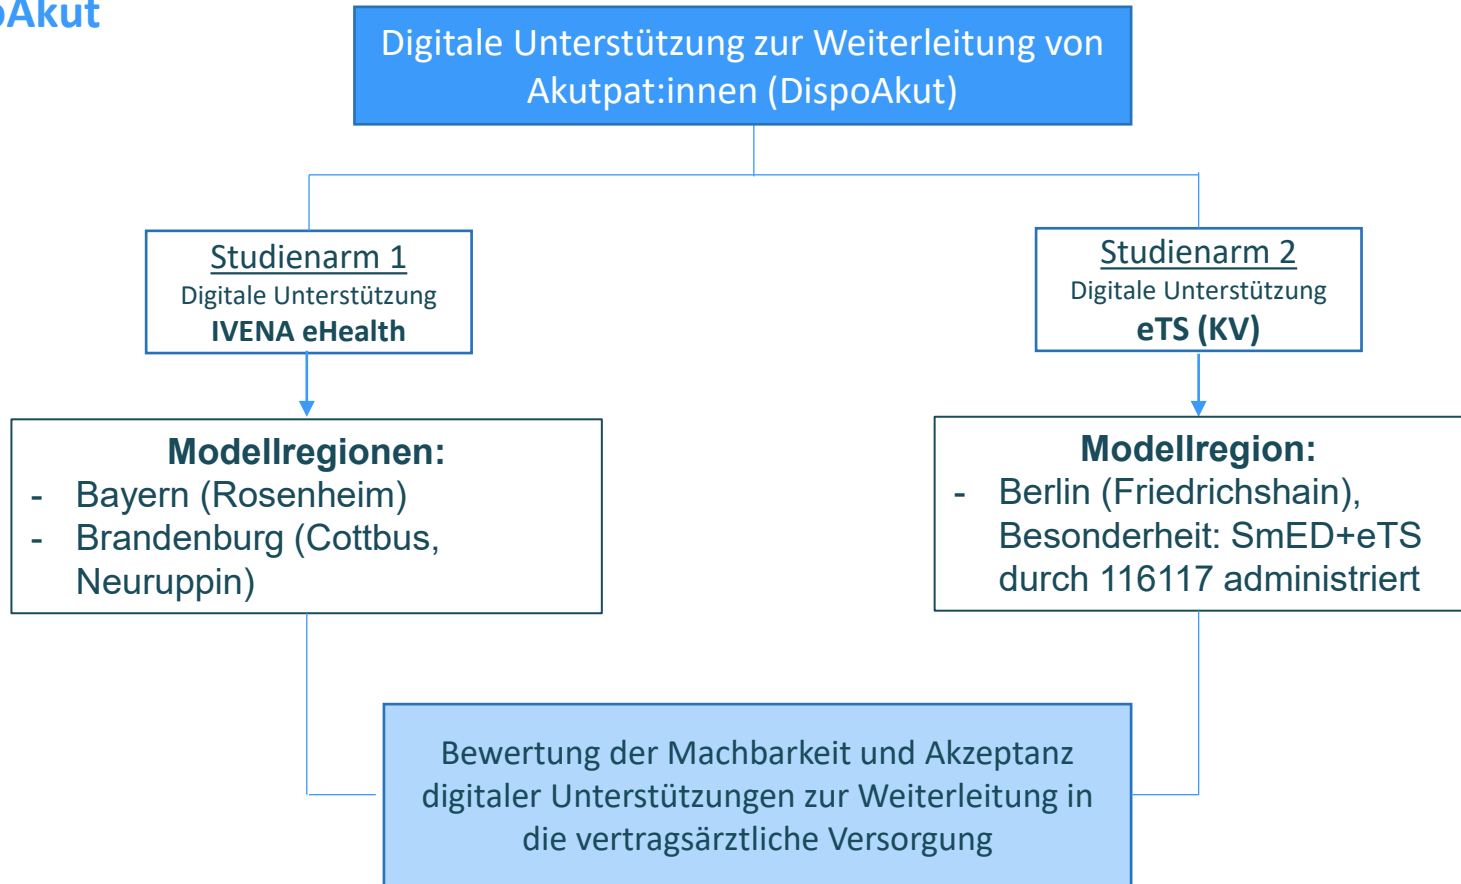 oAkut
Digitale Unterstützung zur Weiterleitung von
Akutpat:innen (DispoAkut)
Studienarm 1
Digitale Unterstützung
IVENA eHealth
Studienarm 2
Digitale Unterstützung
eTS (KV)
Modellregionen:
- Bayern (Rosenheim)
- Brandenburg (Cottbus,
Neuruppin)
Modellregion:
- Berlin (Friedrichshain),
Besonderheit: SmED+eTS
durch 116117 administriert
Bewertung der Machbarkeit und Akzeptanz
digitaler Unterstützungen zur Weiterleitung in
die vertragsärztliche Versorgung